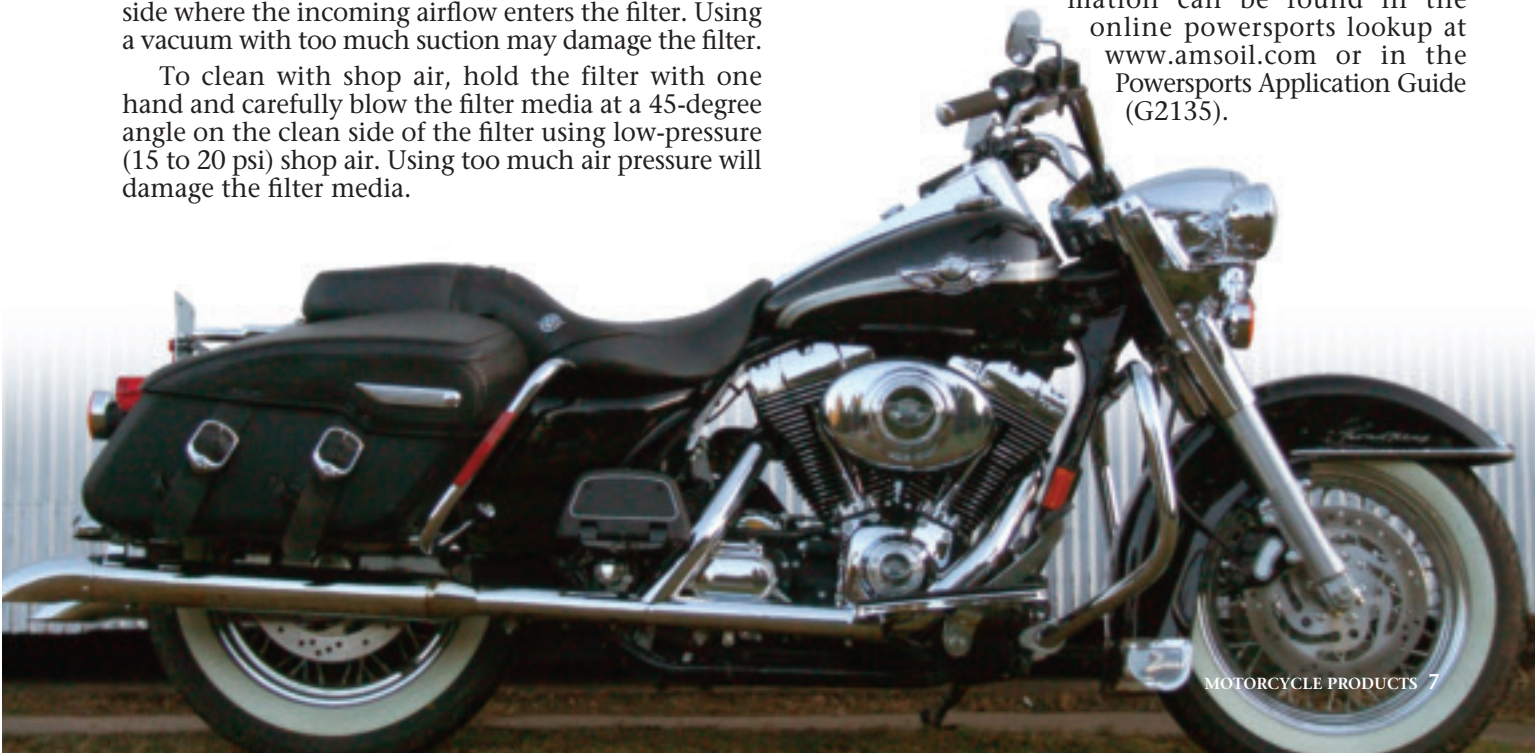 side where the incoming airflow enters the filter. Using
a vacuum with too much suction may damage the filter.
To clean with shop air, hold the filter with one
hand and carefully blow the filter media at a 45-degree
angle on the clean side of the filter using low-pressure
(15 to 20 psi) shop air. Using too much air pressure will
damage the filter media.
online powersports lookup at
www.amsoil.com or in the
Powersports Application Guide
(G2135).
MOTORCYCLE PRODUCTS 7